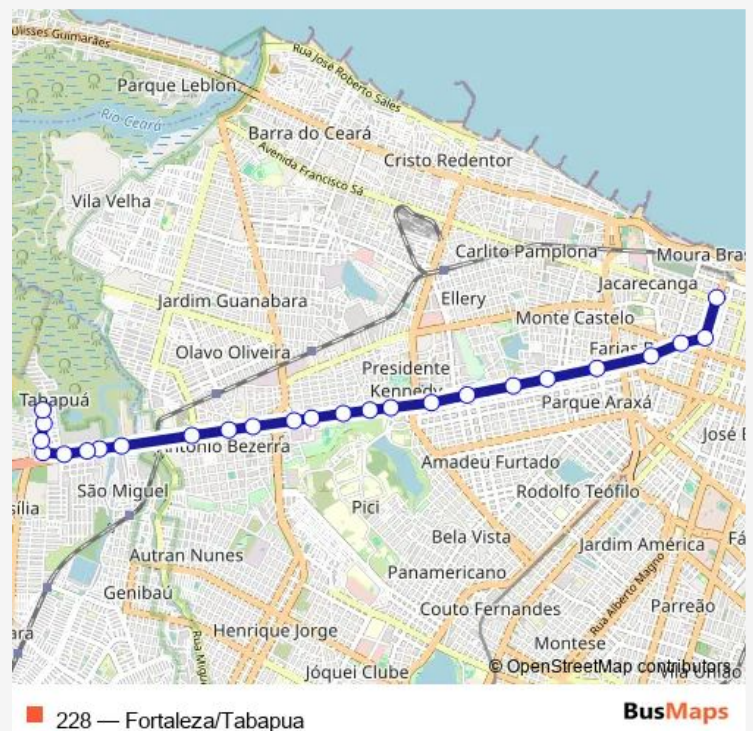 Ulisses Guimarães
Rua José Roberto Sales
Parque Leblon
Rio Ceará
Barra do Ceará
Avenida Francisco Sá
Cristo Redentor
Vila Velha
Carlito Pamplona
Moura Bras
Jacarecanga
Jardim Guanabara
Ellery
Monte Castelo
Olavo Oliveira
Farias B
Presidente
Kennedy
Tabapuá
Parque Araxá
José B
Antônio Bezerra
Amadeu Furtado
São Miguel
Rodolfo Teófilo
sília
Pici
Bela Vista
Jardim América
Fá
Autran Nunes
Panamericano
Genibaú
Couto Fernandes
Rua Alberto Magno
Parreão
ara
Henrique Jorge
Rua Migu
Montese
Jóquei Clube
© OpenStreetMap contributors
Vila União
228 — Fortaleza/Tabapua
BusMaps